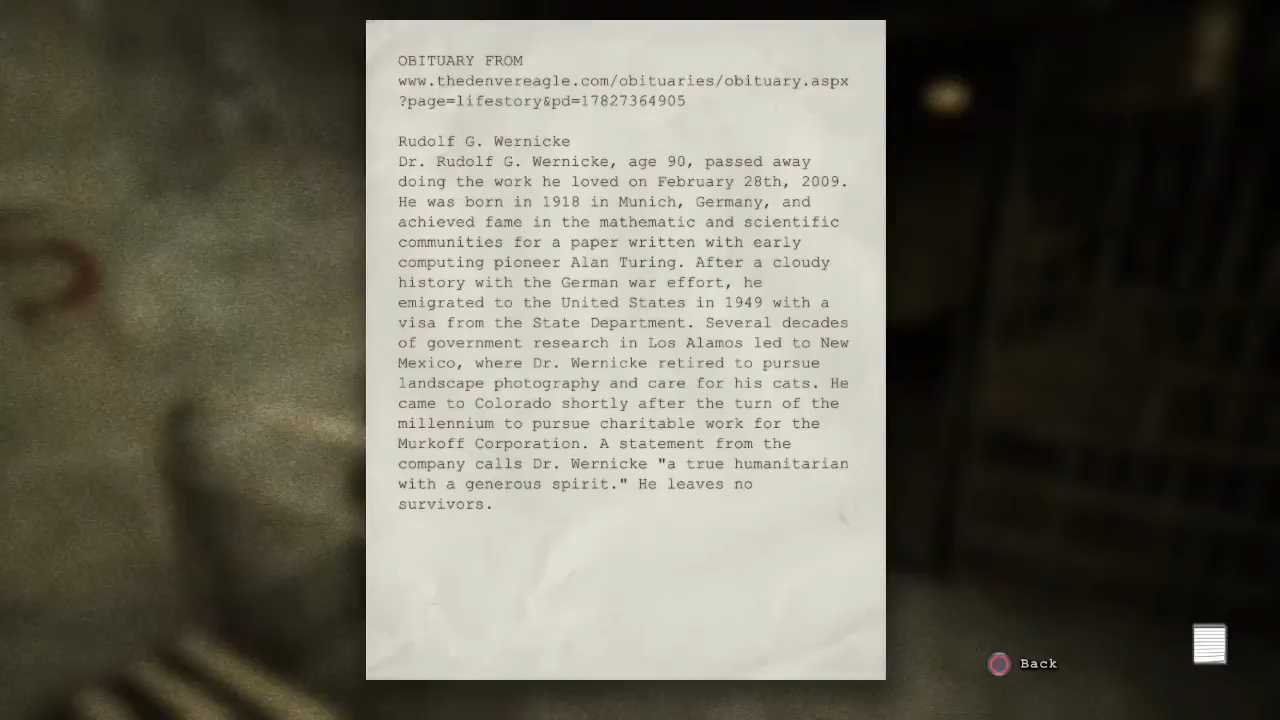 OBITUARY FROM
www.thedenvereagle.com/obituaries/obituary.aspx
?page=lifestory&pd=17827364905
Rudolf G. Wernicke
Dr. Rudolf G. Wernicke, age 90, passed away
doing the work he loved on February 28th, 2009.
He was born in 1918 in Munich, Germany, and
achieved fame in the mathematic and scientific
communities for a paper written with early
computing pioneer Alan Turing. After a cloudy
history with the German war effort, he
emigrated to the United States in 1949 with a
visa from the State Department. Several decades
of government research in Los Alamos led to New
Mexico, where Dr. Wernicke retired to pursue
landscape photography and care for his cats. He
came to Colorado shortly after the turn of the
millennium to pursue charitable work for the
Murkoff Corporation. A statement from the
company calls Dr. Wernicke "a true humanitarian
with a generous spirit." He leaves no
survivors.
Back